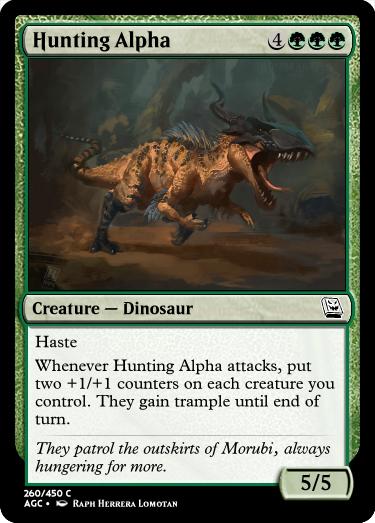 Hunting Alpha 4
Creature — Dinosaur
Haste
Whenever Hunting Alpha attacks, put
two +1/+1 counters on each creature you
control. They gain trample until end of
turn.
They patrol the outskirts of Morubi, always
hungering for more.
5/5
260/450 C
AGC • Raph Herrera Lomotan